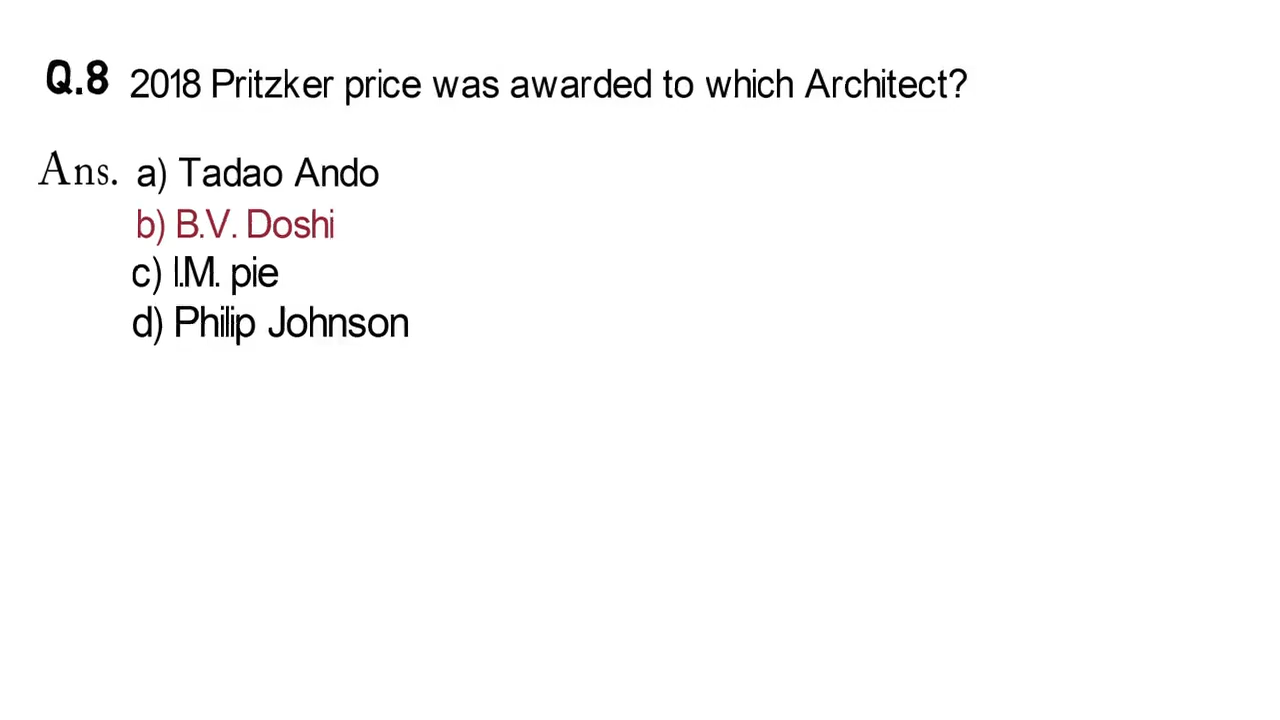 Q.8 2018 Pritzker price was awarded to which Architect?
Ans. a) Tadao Ando
b) B.V. Doshi
c) I.M. pie
d) Philip Johnson